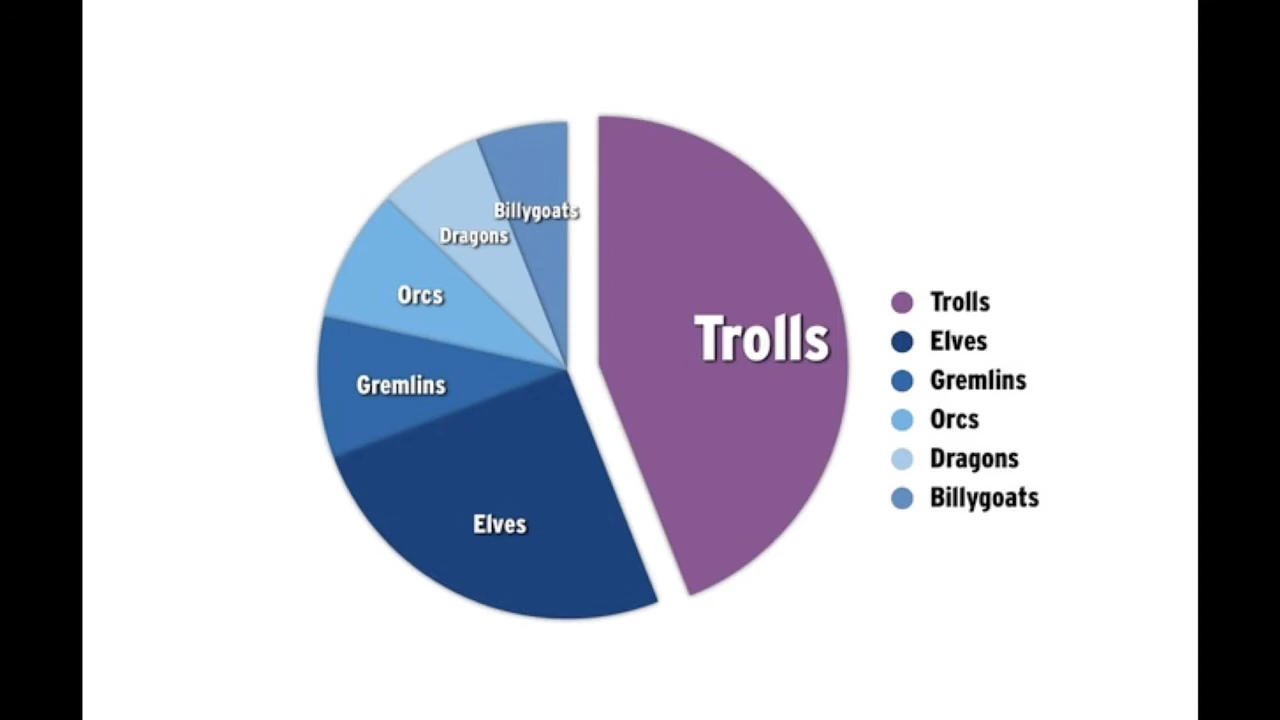 Billygoats
Dragons
Orcs
Gremlins
Elves
Trolls
Trolls
Elves
Gremlins
Orcs
Dragons
Billygoats